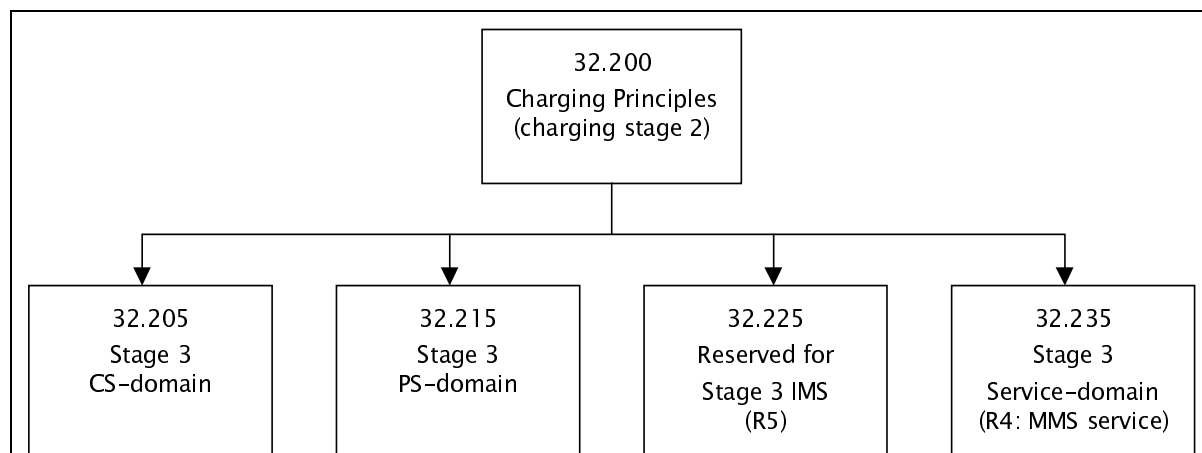 32.200
Charging Principles
(charging stage 2)
32.205
Stage 3
CS-domain
32.215
Stage 3
PS-domain
32.225
Reserved for
Stage 3 IMS
(R5)
32.235
Stage 3
Service-domain
(R4: MMS service)